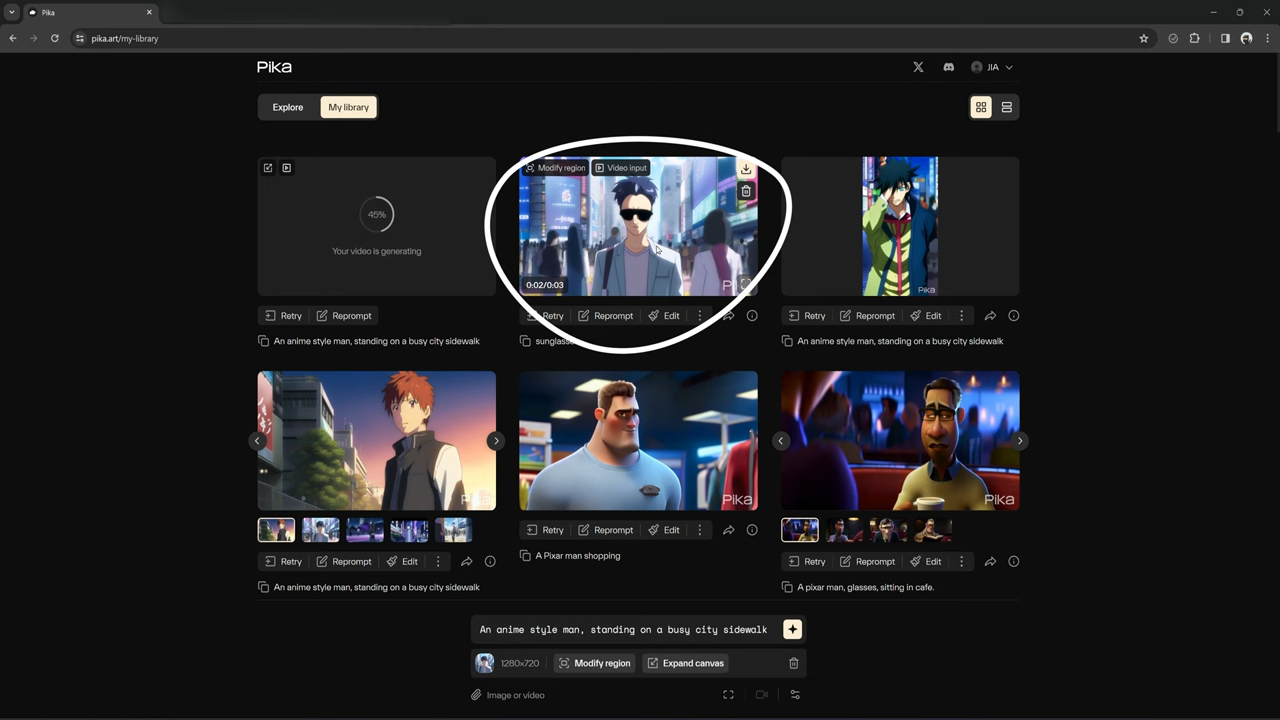 Pika
pika.art/my-library
Pika
JIA
Explore
My library
45%
Your video is generating
Modify region
Video input
0:02/0:03
Pika
Retry
Reprompt
Retry
Reprompt
Edit
Retry
Reprompt
Edit
An anime style man, standing on a busy city sidewalk
An anime style man, standing on a busy city sidewalk
Pika
Pika
Pika
Retry
Reprompt
Edit
A Pixar man shopping
Retry
Reprompt
Edit
Retry
Reprompt
Edit
An anime style man, standing on a busy city sidewalk
A pixar man, glasses, sitting in cafe.
An anime style man, standing on a busy city sidewalk
1280×720
Modify region
Expand canvas
Image or video